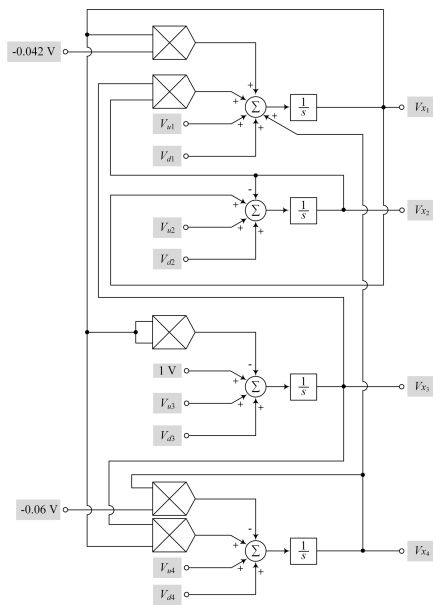 -0.042 V
+
+
+
+
+
Σ
1/s
Vx1
Vu1
Vd1
-
+
+
+
Σ
1/s
Vx2
Vu2
Vd2
-
1 V
+
+
+
Σ
1/s
Vx3
Vu3
Vd3
-0.06 V
-
+
+
+
Σ
1/s
Vx4
Vu4
Vd4